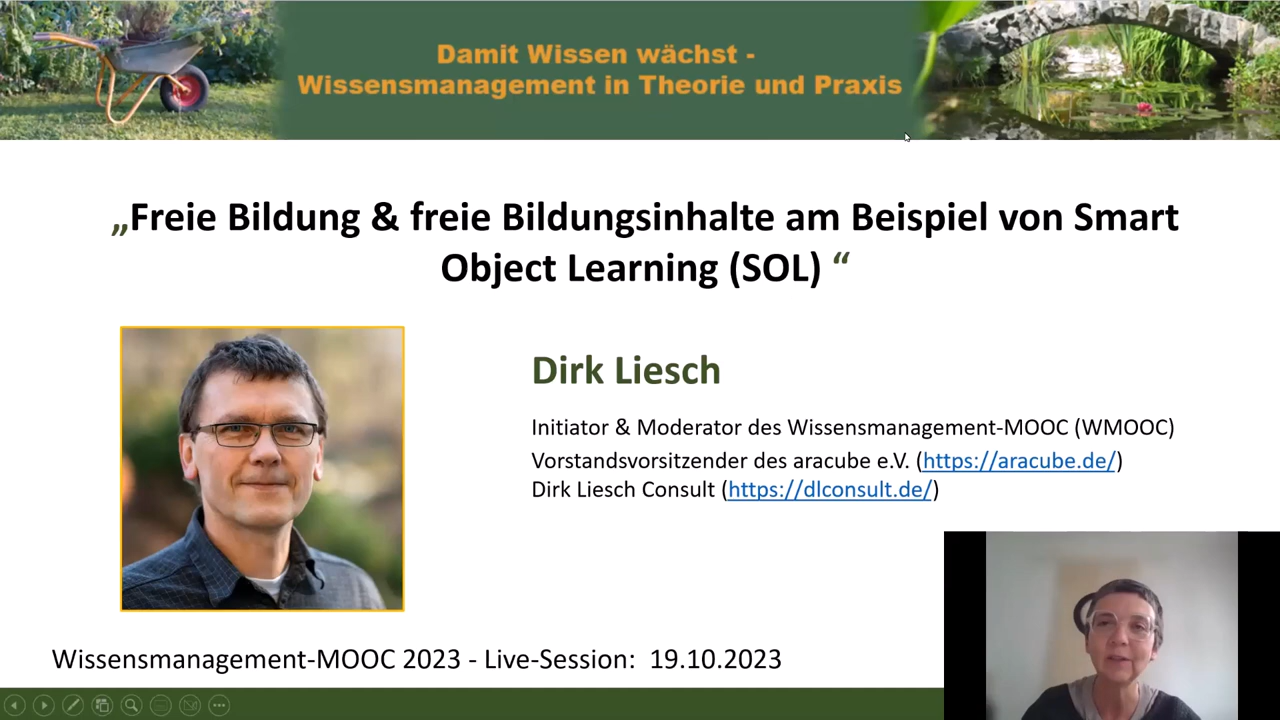 Damit Wissen wächst -
Wissensmanagement in Theorie und Praxis
„Freie Bildung & freie Bildungsinhalte am Beispiel von Smart
Object Learning (SOL) “
Dirk Liesch
Initiator & Moderator des Wissensmanagement-MOOC (WMOOC)
Vorstandsvorsitzender des aracube e.V. (https://aracube.de/)
Dirk Liesch Consult (https://dlconsult.de/)
Wissensmanagement-MOOC 2023 - Live-Session:  19.10.2023